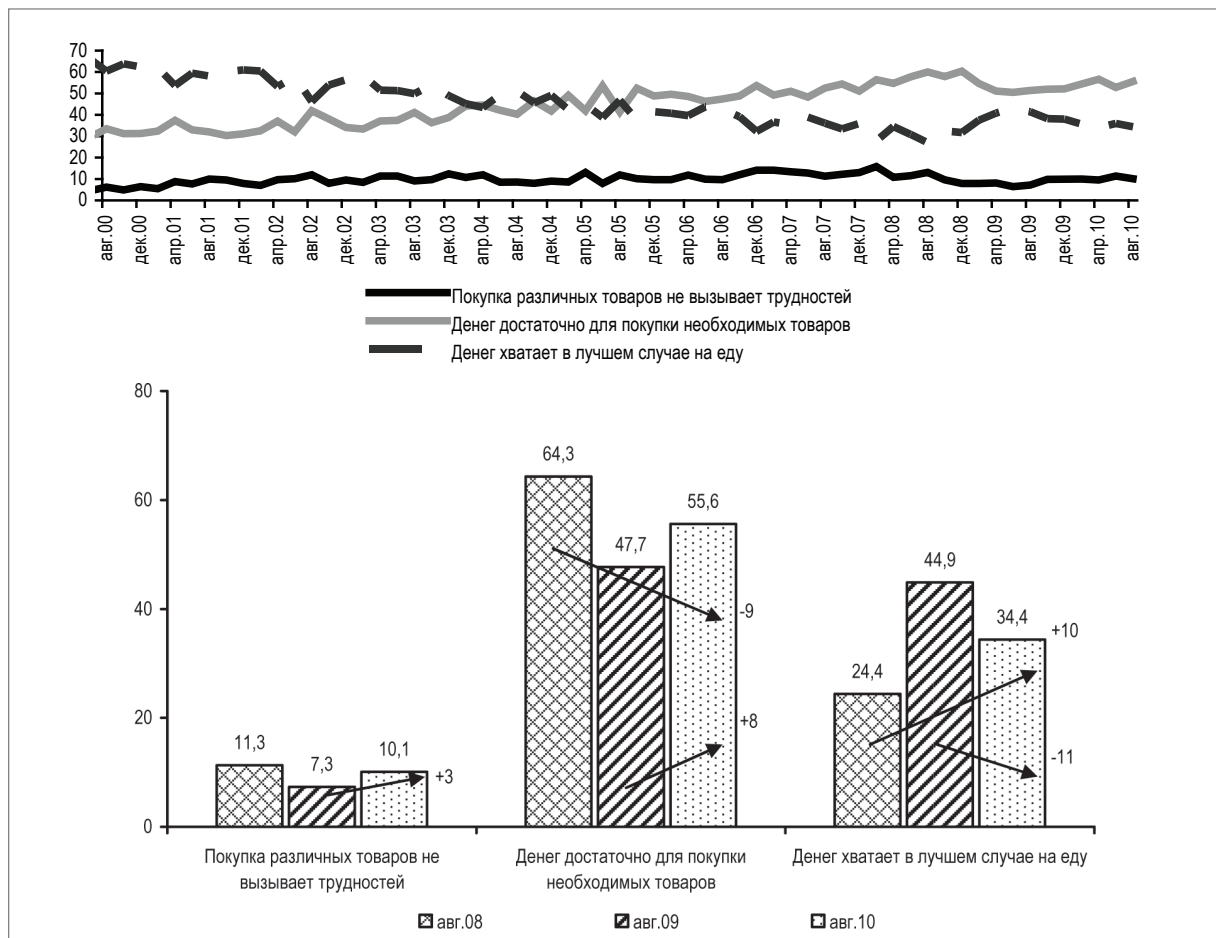 70
60
50
40
30
20
10
0
авг.00
дек.00
апр.01
авг.01
дек.01
апр.02
авг.02
дек.02
апр.03
авг.03
дек.03
апр.04
авг.04
дек.04
апр.05
авг.05
дек.05
апр.06
авг.06
дек.06
апр.07
авг.07
дек.07
апр.08
авг.08
дек.08
апр.09
авг.09
дек.09
апр.10
авг.10
Покупка различных товаров не вызывает трудностей
Денег достаточно для покупки необходимых товаров
Денег хватает в лучшем случае на еду
80
60
40
20
0
11,3
7,3
10,1
+3
64,3
47,7
55,6
-9
+8
24,4
44,9
34,4
+10
-11
Покупка различных товаров не
вызывает трудностей
Денег достаточно для покупки
необходимых товаров
Денег хватает в лучшем случае на еду
авг.08
авг.09
авг.10